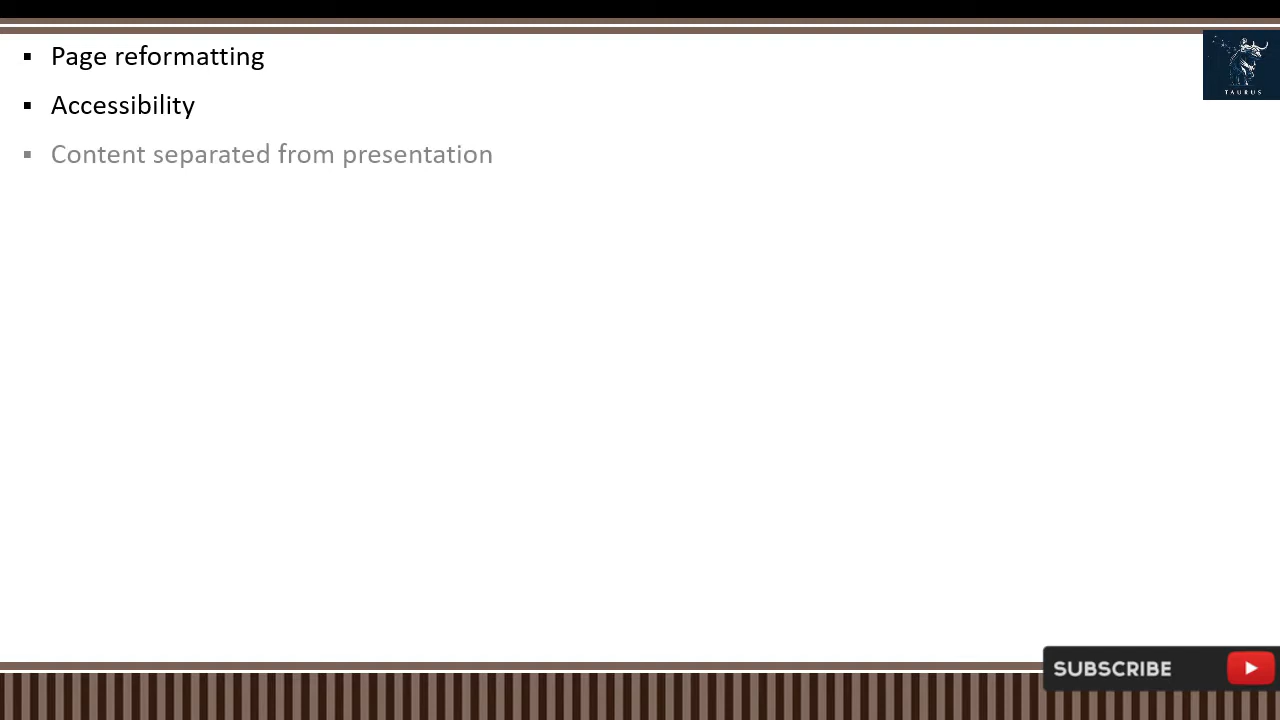 ▪ Page reformatting
▪ Accessibility
▪ Content separated from presentation
TAURUS
SUBSCRIBE